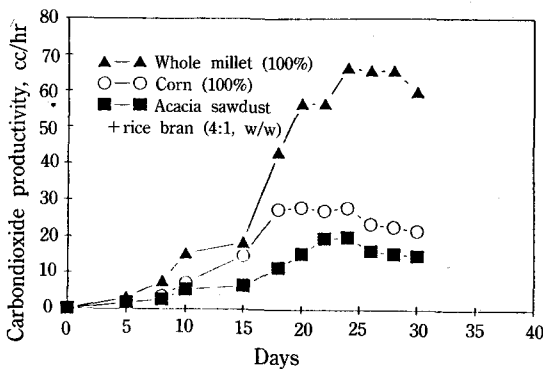 Carbondioxide productivity, cc/hr
80
70
60
50
40
30
20
10
0
Whole millet (100%)
Corn (100%)
Acacia sawdust
+rice bran (4:1, w/w)
0 5 10 15 20 25 30 35 40
Days